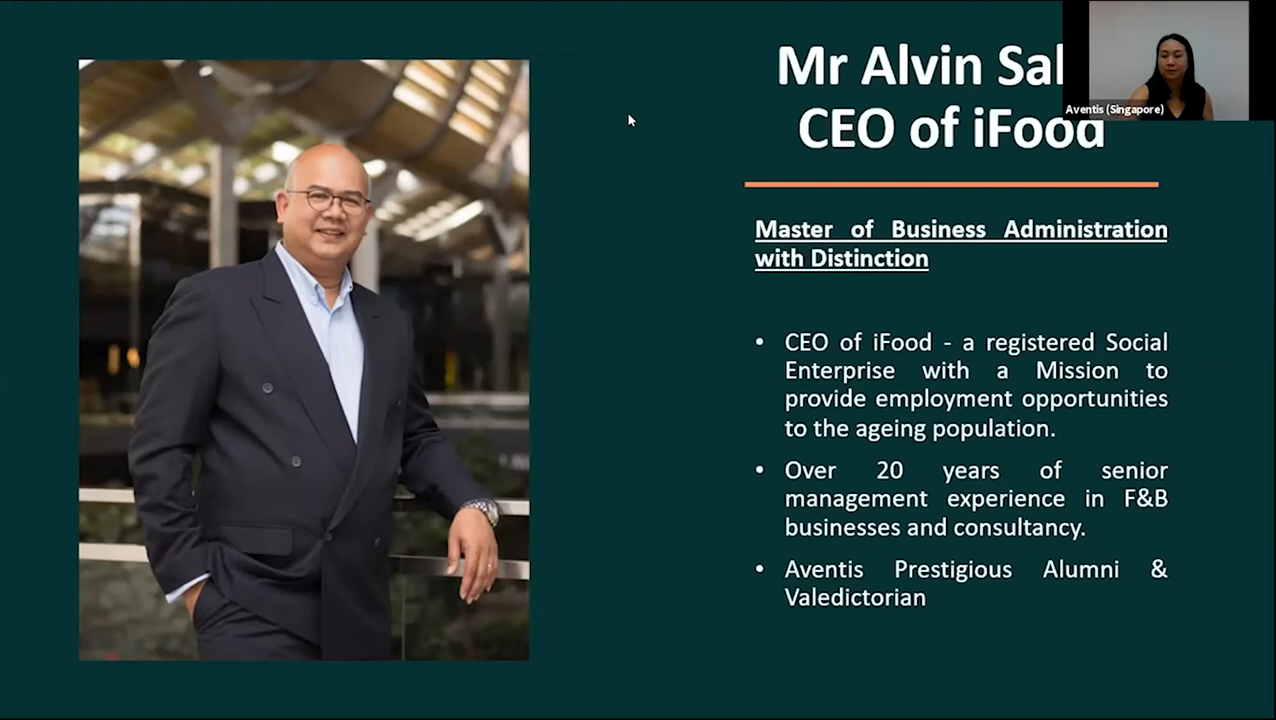 Mr Alvin
CEO of iFood
Aventis (Singapore)
Master of Business Administration
with Distinction
• CEO of iFood - a registered Social
Enterprise with a Mission to
provide employment opportunities
to the ageing population.
• Over 20 years of senior
management experience in F&B
businesses and consultancy.
• Aventis Prestigious Alumni &
Valedictorian